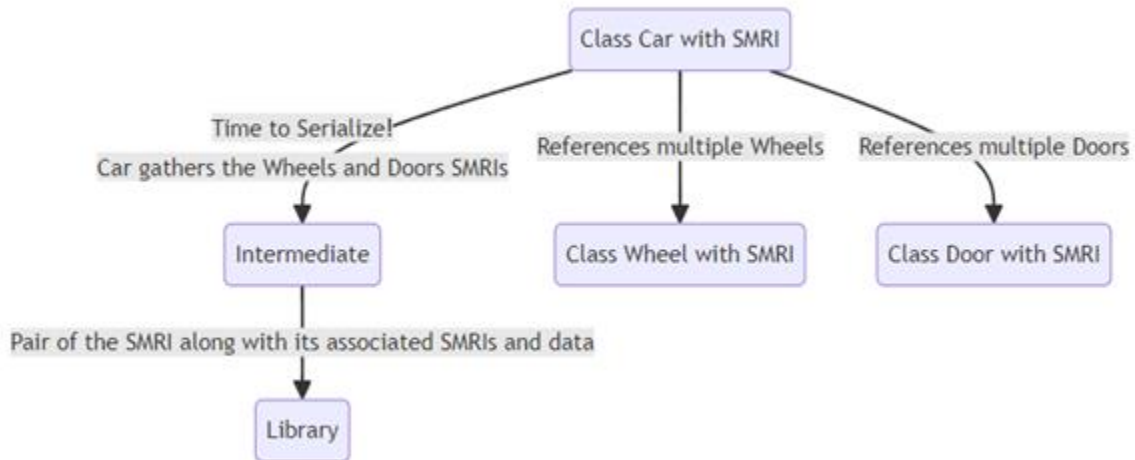 Class Car with SMRI
Time to Serialize!
Car gathers the Wheels and Doors SMRIs
References multiple Wheels
References multiple Doors
Intermediate
Class Wheel with SMRI
Class Door with SMRI
Pair of the SMRI along with its associated SMRIs and data
Library